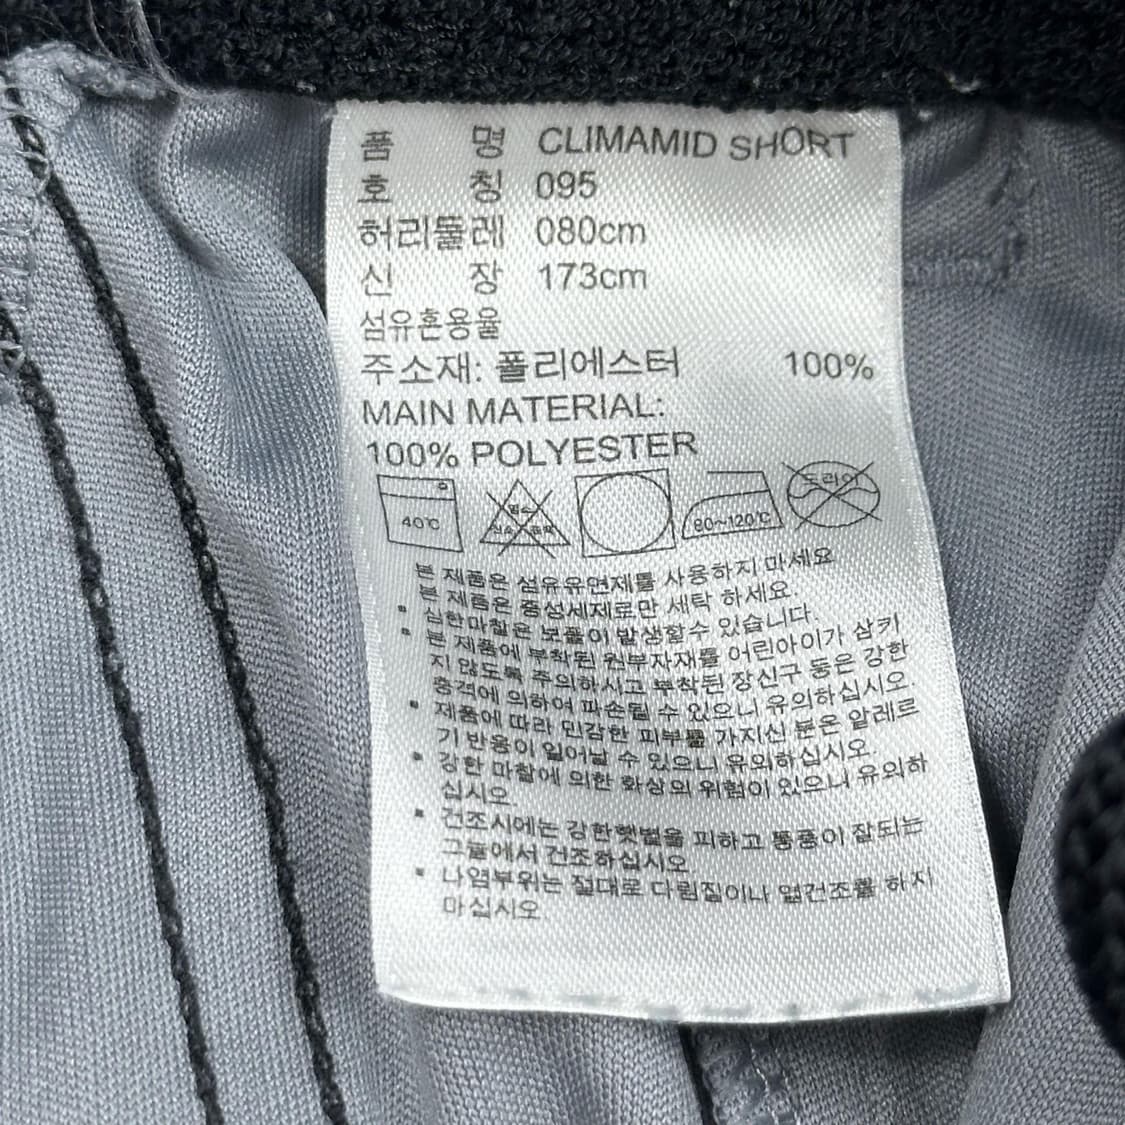 품 명 CLIMAMID SHORT
호 칭 095
허리둘레 080cm
신 장 173cm
섬유혼용율
주소재: 폴리에스터 100%
MAIN MATERIAL:
100% POLYESTER
40℃ 80~120℃ 드라이
본 제품은 섬유유연제를 사용하지 마세요
본 제품은 중성세제로만 세탁 하세요.
▪ 심한마찰은 보풀이 발생할수 있습니다.
▪ 본 제품에 부착된 원부자재를 어린아이가 삼키
지 않도록 주의하시고 부착된 장신구 등은 강한
충격에 의하여 파손될 수 있으니 유의하십시오.
▪ 제품에 따라 민감한 피부를 가지신 분은 알레르
기 반응이 일어날 수 있으니 유의하십시오.
▪ 강한 마찰에 의한 화상의 위험이 있으니 유의하
십시오.
▪ 건조시에는 강한햇볕을 피하고 통풍이 잘되는
그늘에서 건조하십시오
▪ 나염부위는 절대로 다림질이나 열건조를 하지
마십시오.